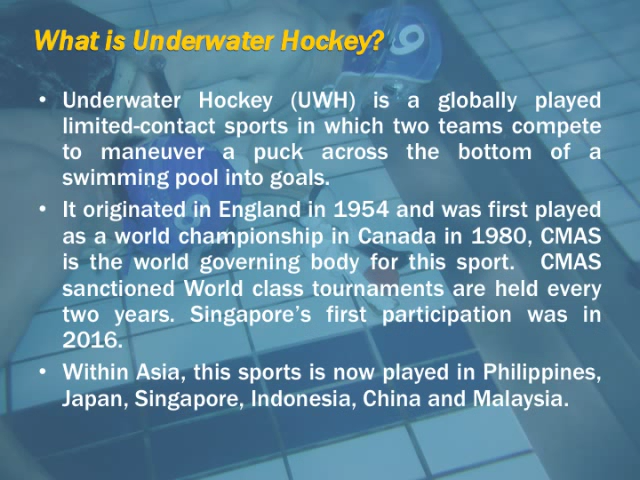 What is Underwater Hockey?
• Underwater Hockey (UWH) is a globally played
limited-contact sports in which two teams compete
to maneuver a puck across the bottom of a
swimming pool into goals.
• It originated in England in 1954 and was first played
as a world championship in Canada in 1980, CMAS
is the world governing body for this sport. CMAS
sanctioned World class tournaments are held every
two years. Singapore's first participation was in
2016.
• Within Asia, this sports is now played in Philippines,
Japan, Singapore, Indonesia, China and Malaysia.